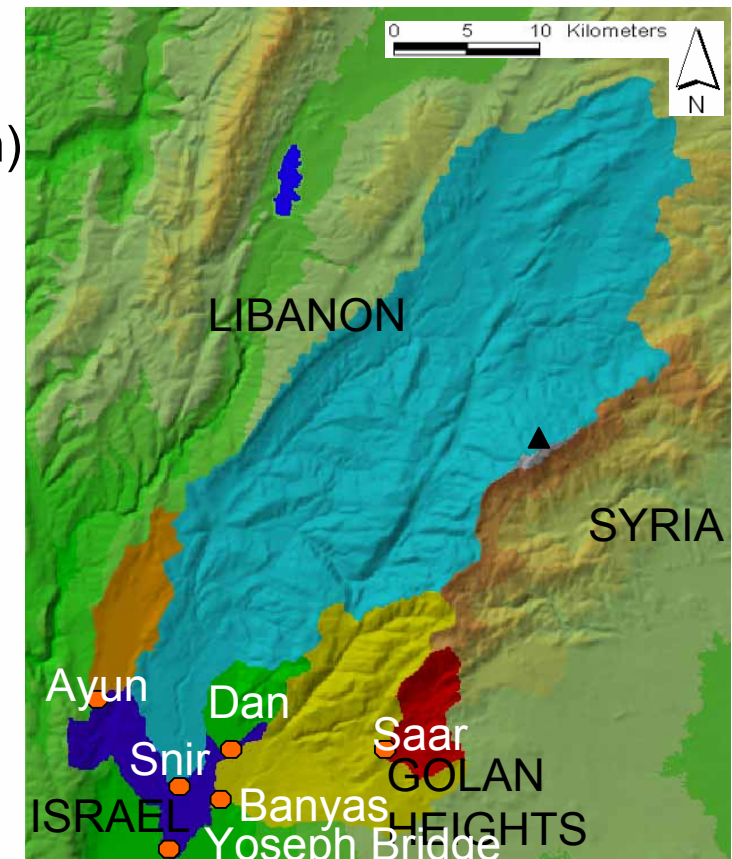 0 5 10 Kilometers
N
)
LIBANON
SYRIA
Ayun
Dan
Snir
Saar
GOLAN
HEIGHTS
ISRAEL
Banyas
Yoseph Bridge